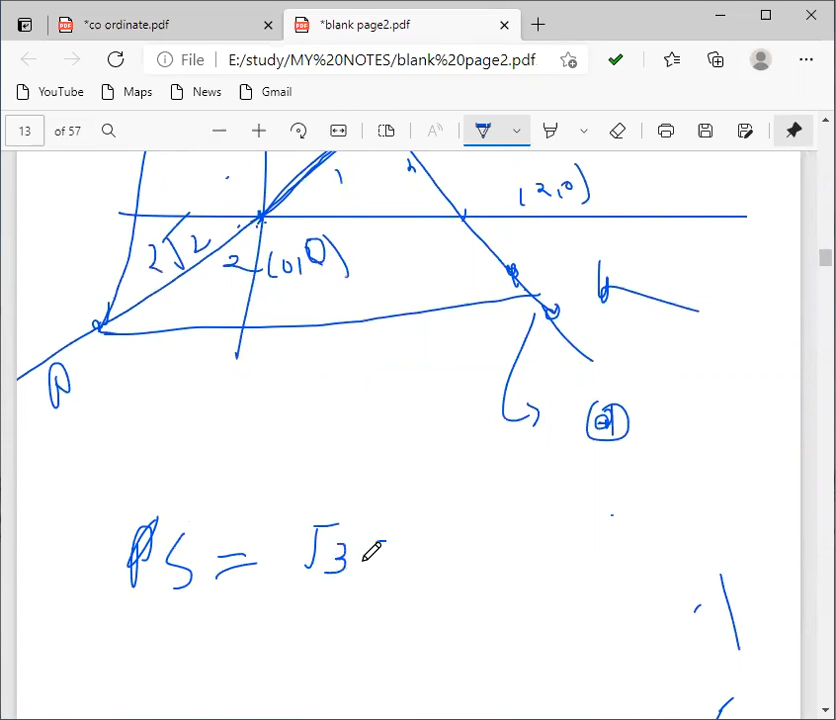 *co ordinate.pdf
*blank page2.pdf
File E:/study/MY%20NOTES/blank%20page2.pdf
YouTube Maps News Gmail
13 of 57
(2,0)
2√2
2 (0,0)
PS = √3